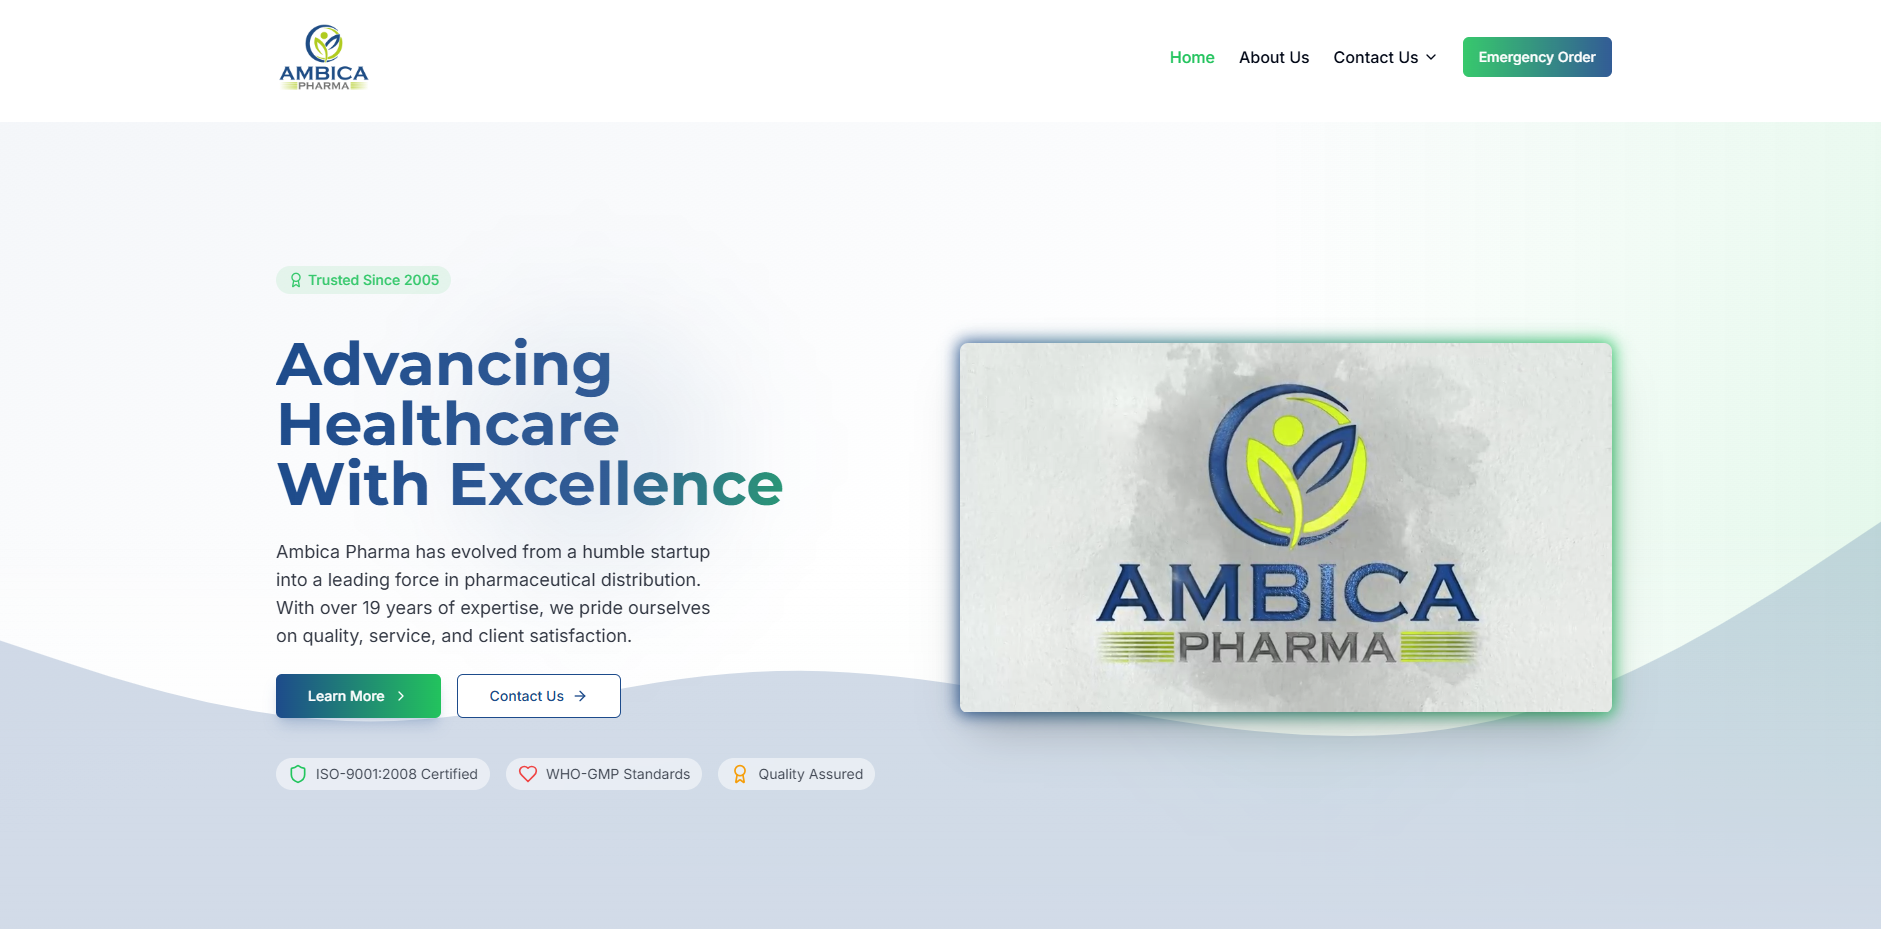 AMBICA
PHARMA
Home
About Us
Contact Us
Emergency Order
Trusted Since 2005
Advancing
Healthcare
With Excellence
Ambica Pharma has evolved from a humble startup
into a leading force in pharmaceutical distribution.
With over 19 years of expertise, we pride ourselves
on quality, service, and client satisfaction.
Learn More
Contact Us
ISO-9001:2008 Certified
WHO-GMP Standards
Quality Assured
AMBICA
PHARMA